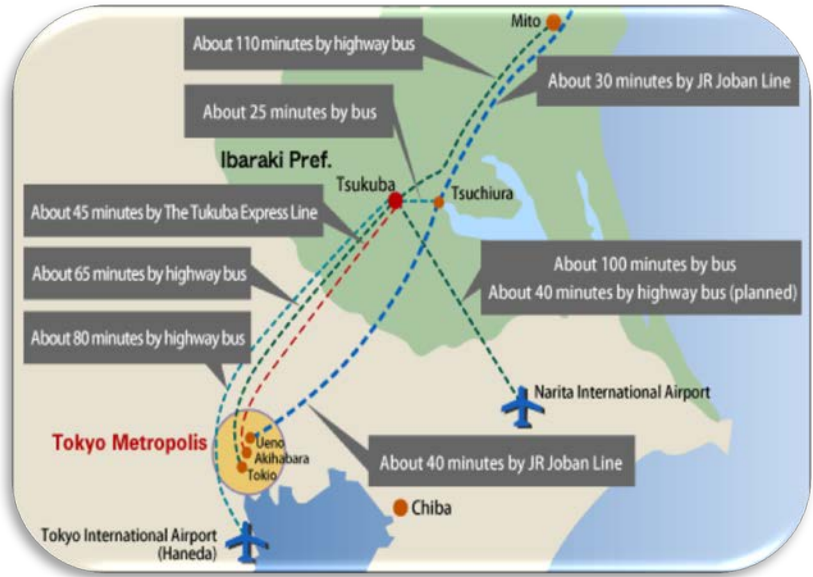 Mito
About 110 minutes by highway bus
About 30 minutes by JR Joban Line
About 25 minutes by bus
Ibaraki Pref.
Tsukuba
Tsuchiura
About 45 minutes by The Tukuba Express Line
About 65 minutes by highway bus
About 100 minutes by bus
About 40 minutes by highway bus (planned)
About 80 minutes by highway bus
Narita International Airport
Tokyo Metropolis
Ueno
Akihabara
Tokio
About 40 minutes by JR Joban Line
Chiba
Tokyo International Airport
(Haneda)